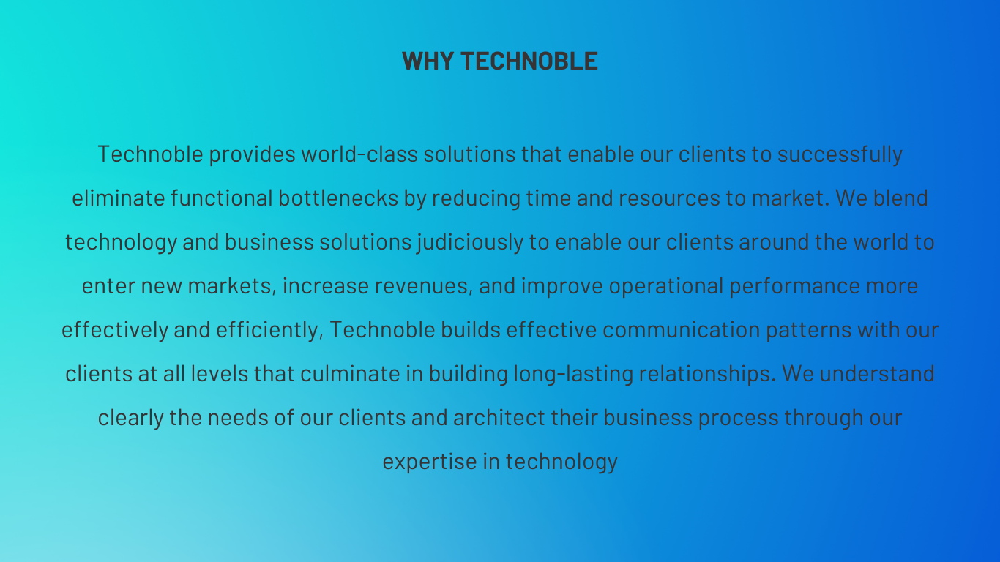 WHY TECHNOBLE
Technoble provides world-class solutions that enable our clients to successfully
eliminate functional bottlenecks by reducing time and resources to market. We blend
technology and business solutions judiciously to enable our clients around the world to
enter new markets, increase revenues, and improve operational performance more
effectively and efficiently, Technoble builds effective communication patterns with our
clients at all levels that culminate in building long-lasting relationships. We understand
clearly the needs of our clients and architect their business process through our
expertise in technology